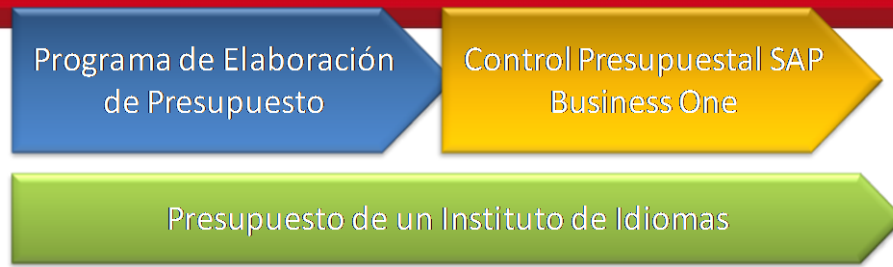 Programa de Elaboración
de Presupuesto
Control Presupuestal SAP
Business One
Presupuesto de un Instituto de Idiomas